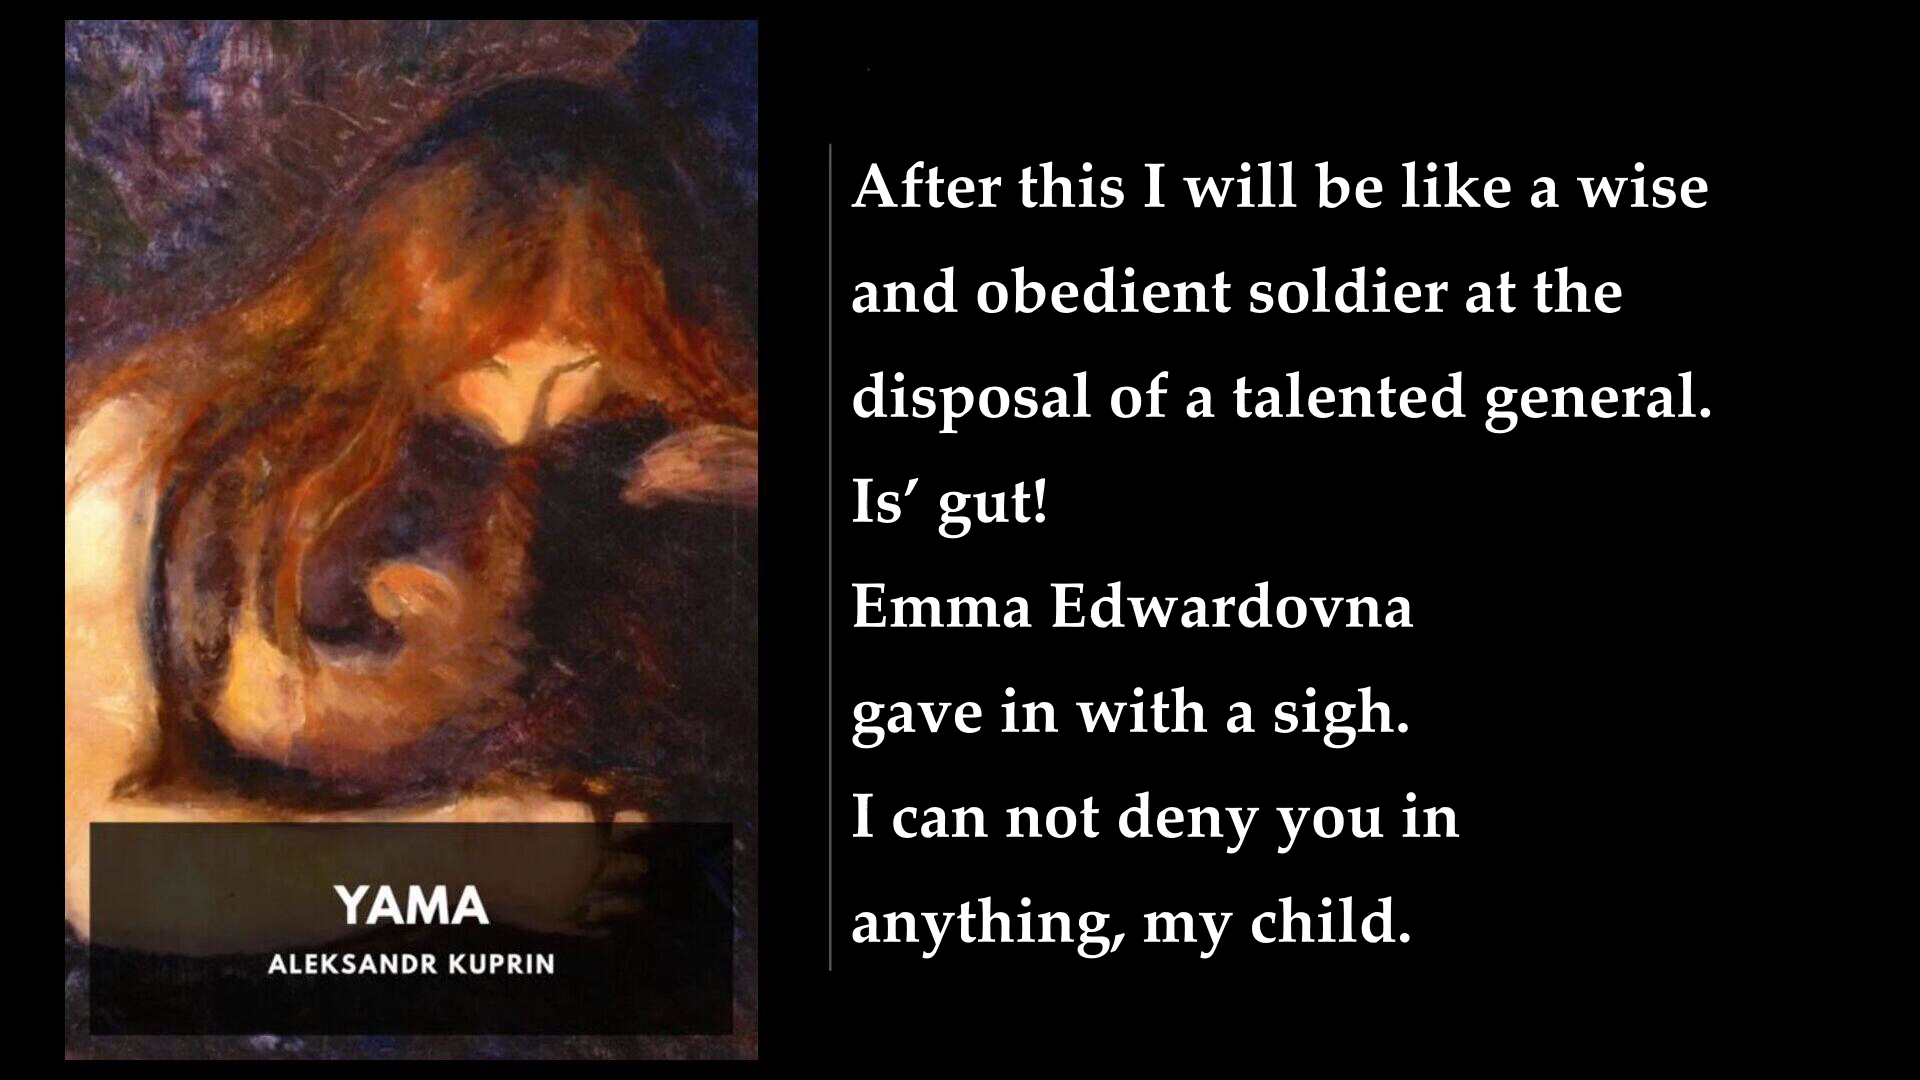 After this I will be like a wise
and obedient soldier at the
disposal of a talented general.
Is’ gut!
Emma Edwardovna
gave in with a sigh.
I can not deny you in
anything, my child.
YAMA
ALEKSANDR KUPRIN